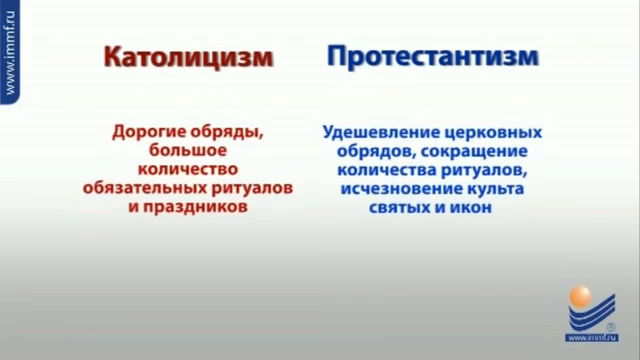 www.immf.ru
Католицизм
Протестантизм
Дорогие обряды,
большое
количество
обязательных ритуалов
и праздников
Удешевление церковных
обрядов, сокращение
количества ритуалов,
исчезновение культа
святых и икон
®
www.immf.ru